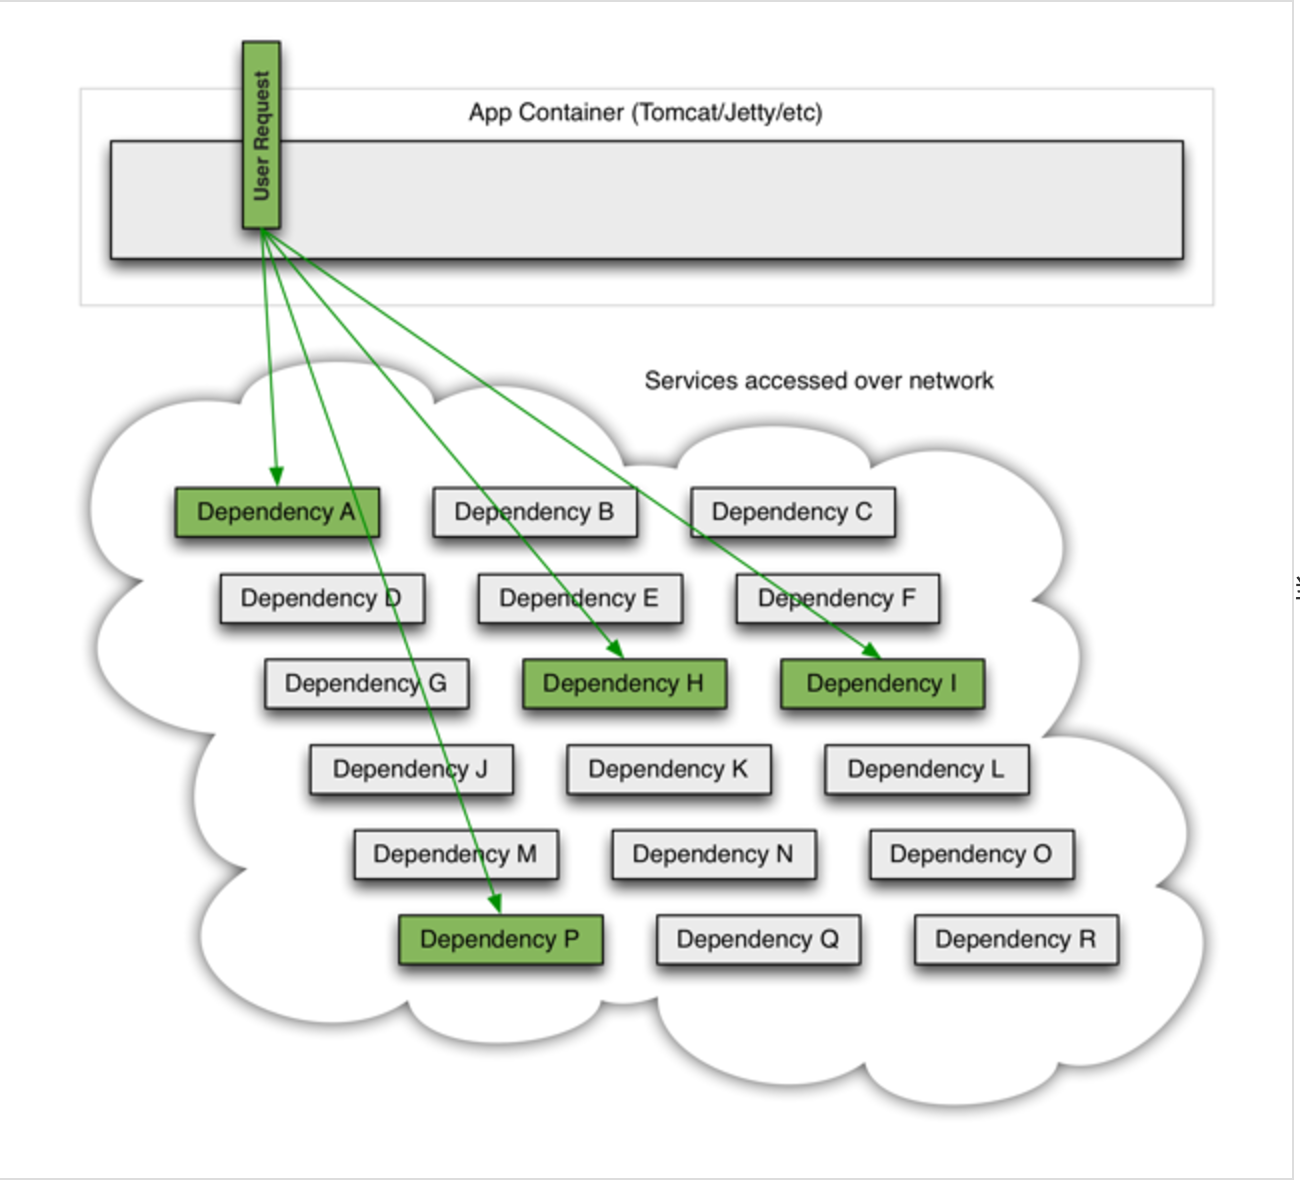 User Request
App Container (Tomcat/Jetty/etc)
Services accessed over network
Dependency A
Dependency B
Dependency C
Dependency D
Dependency E
Dependency F
Dependency G
Dependency H
Dependency I
Dependency J
Dependency K
Dependency L
Dependency M
Dependency N
Dependency O
Dependency P
Dependency Q
Dependency R